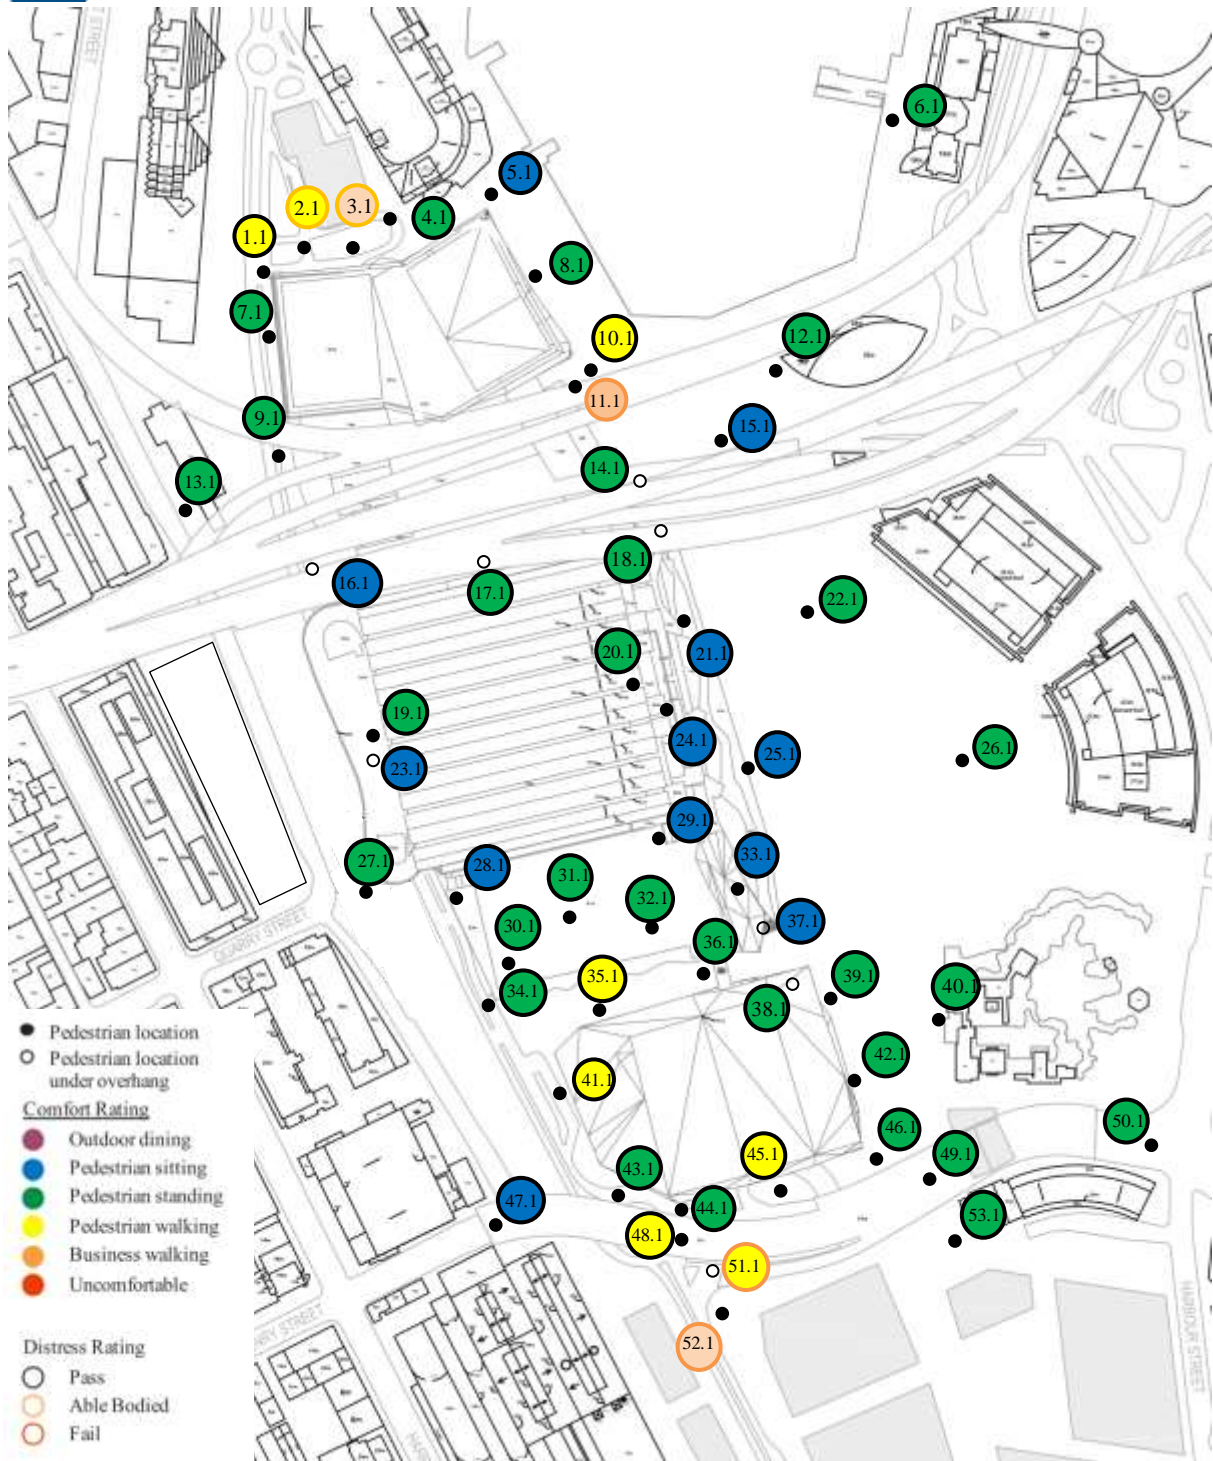 T STREET
6.1
5.1
2.1
3.1
4.1
1.1
8.1
7.1
10.1
12.1
11.1
9.1
15.1
14.1
13.1
18.1
16.1
17.1
22.1
20.1
21.1
19.1
24.1
25.1
26.1
23.1
29.1
27.1
28.1
33.1
31.1
32.1
30.1
37.1
36.1
QUARRY STREET
35.1
34.1
39.1
38.1
40.1
Pedestrian location
Pedestrian location
under overhang
Comfort Rating
Outdoor dining
Pedestrian sitting
Pedestrian standing
Pedestrian walking
Business walking
Uncomfortable
Distress Rating
Pass
Able Bodied
Fail
42.1
41.1
46.1
50.1
49.1
45.1
43.1
47.1
44.1
53.1
48.1
51.1
52.1
RRY STREET
HARBOUR STREET
HAR